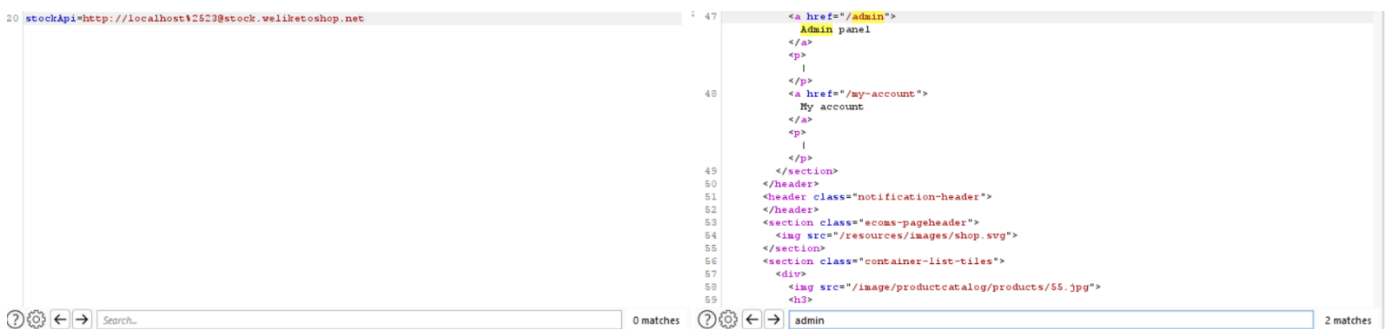 20 stockApi=http://localhost%2523@stock.weliketoshop.net
Search...
0 matches
47 <a href="/admin">
Admin panel
</a>
<p>
|
</p>
48 <a href="/my-account">
My account
</a>
<p>
|
</p>
49 </section>
50 </header>
51 <header class="notification-header">
52 </header>
53 <section class="ecoms-pageheader">
54 <img src="/resources/images/shop.svg">
55 </section>
56 <section class="container-list-tiles">
57 <div>
58 <img src="/image/productcatalog/products/55.jpg">
59 <h3>
admin
2 matches